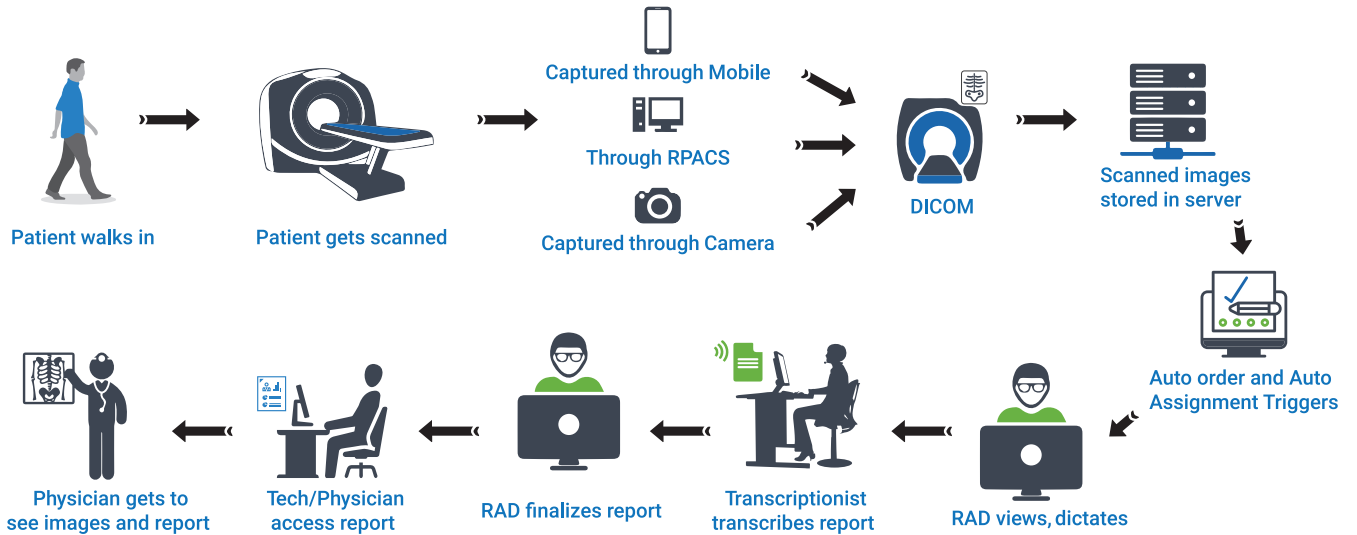 Patient walks in
Patient gets scanned
Captured through Mobile
Through RPACS
Captured through Camera
DICOM
Scanned images
stored in server
Auto order and Auto
Assignment Triggers
RAD views, dictates
Transcriptionist
transcribes report
RAD finalizes report
Tech/Physician
access report
Physician gets to
see images and report